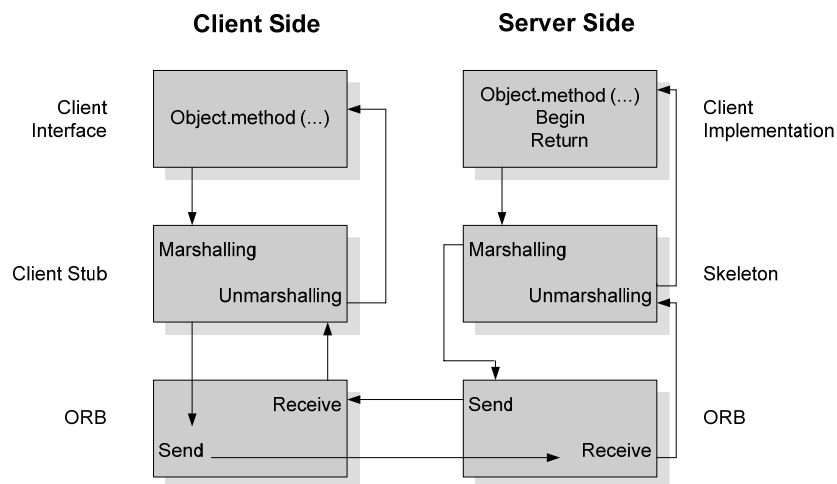 Client Side
Server Side
Client
Interface
Object.method (...)
Object.method (...)
Begin
Return
Client
Implementation
Client Stub
Marshalling
Unmarshalling
Marshalling
Unmarshalling
Skeleton
ORB
Receive
Send
Send
Receive
ORB